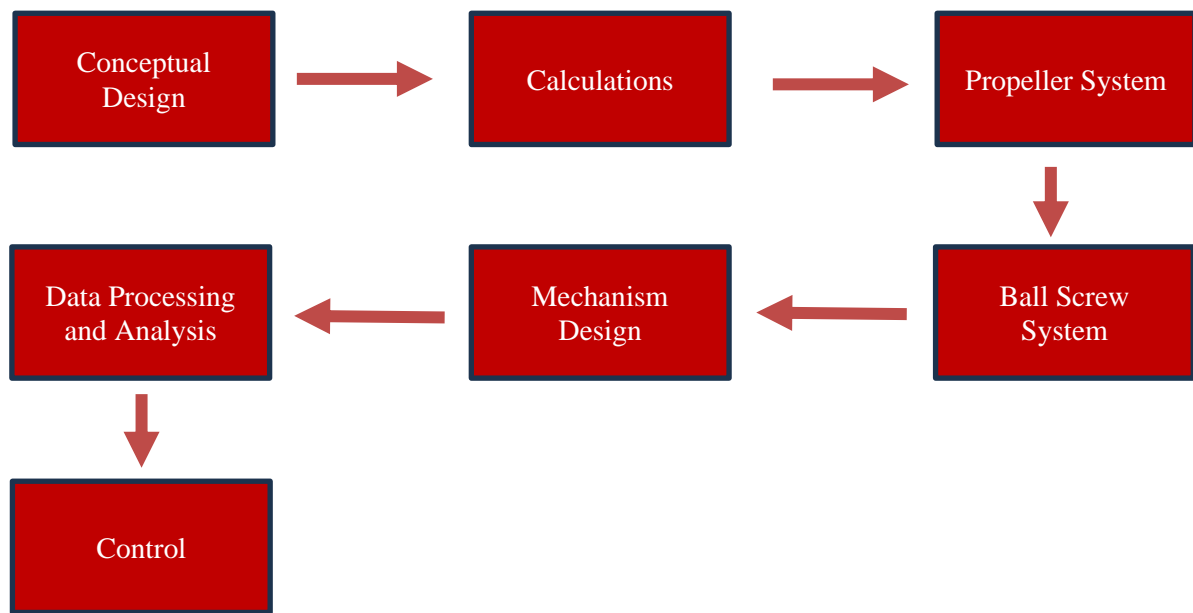 Conceptual
Design
Calculations
Propeller System
Ball Screw
System
Mechanism
Design
Data Processing
and Analysis
Control